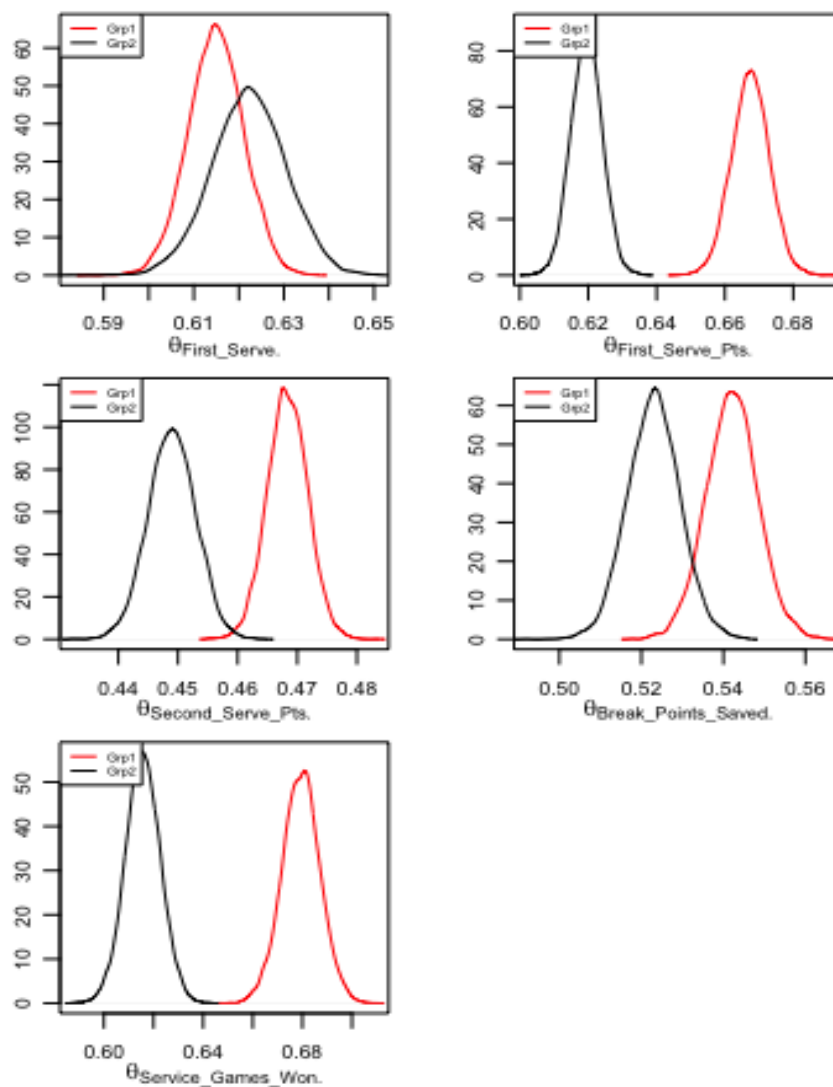 Grp1
Grp2
0 10 20 30 40 50 60
0.59 0.61 0.63 0.65
θFirst_Serve.
Grp1
Grp2
0 20 40 60 80
0.60 0.62 0.64 0.66 0.68
θFirst_Serve_Pts.
Grp1
Grp2
0 20 40 60 80 100
0.44 0.45 0.46 0.47 0.48
θSecond_Serve_Pts.
Grp1
Grp2
0 10 20 30 40 50 60
0.50 0.52 0.54 0.56
θBreak_Points_Saved.
Grp1
Grp2
0 10 20 30 40 50
0.60 0.64 0.68
θService_Games_Won.